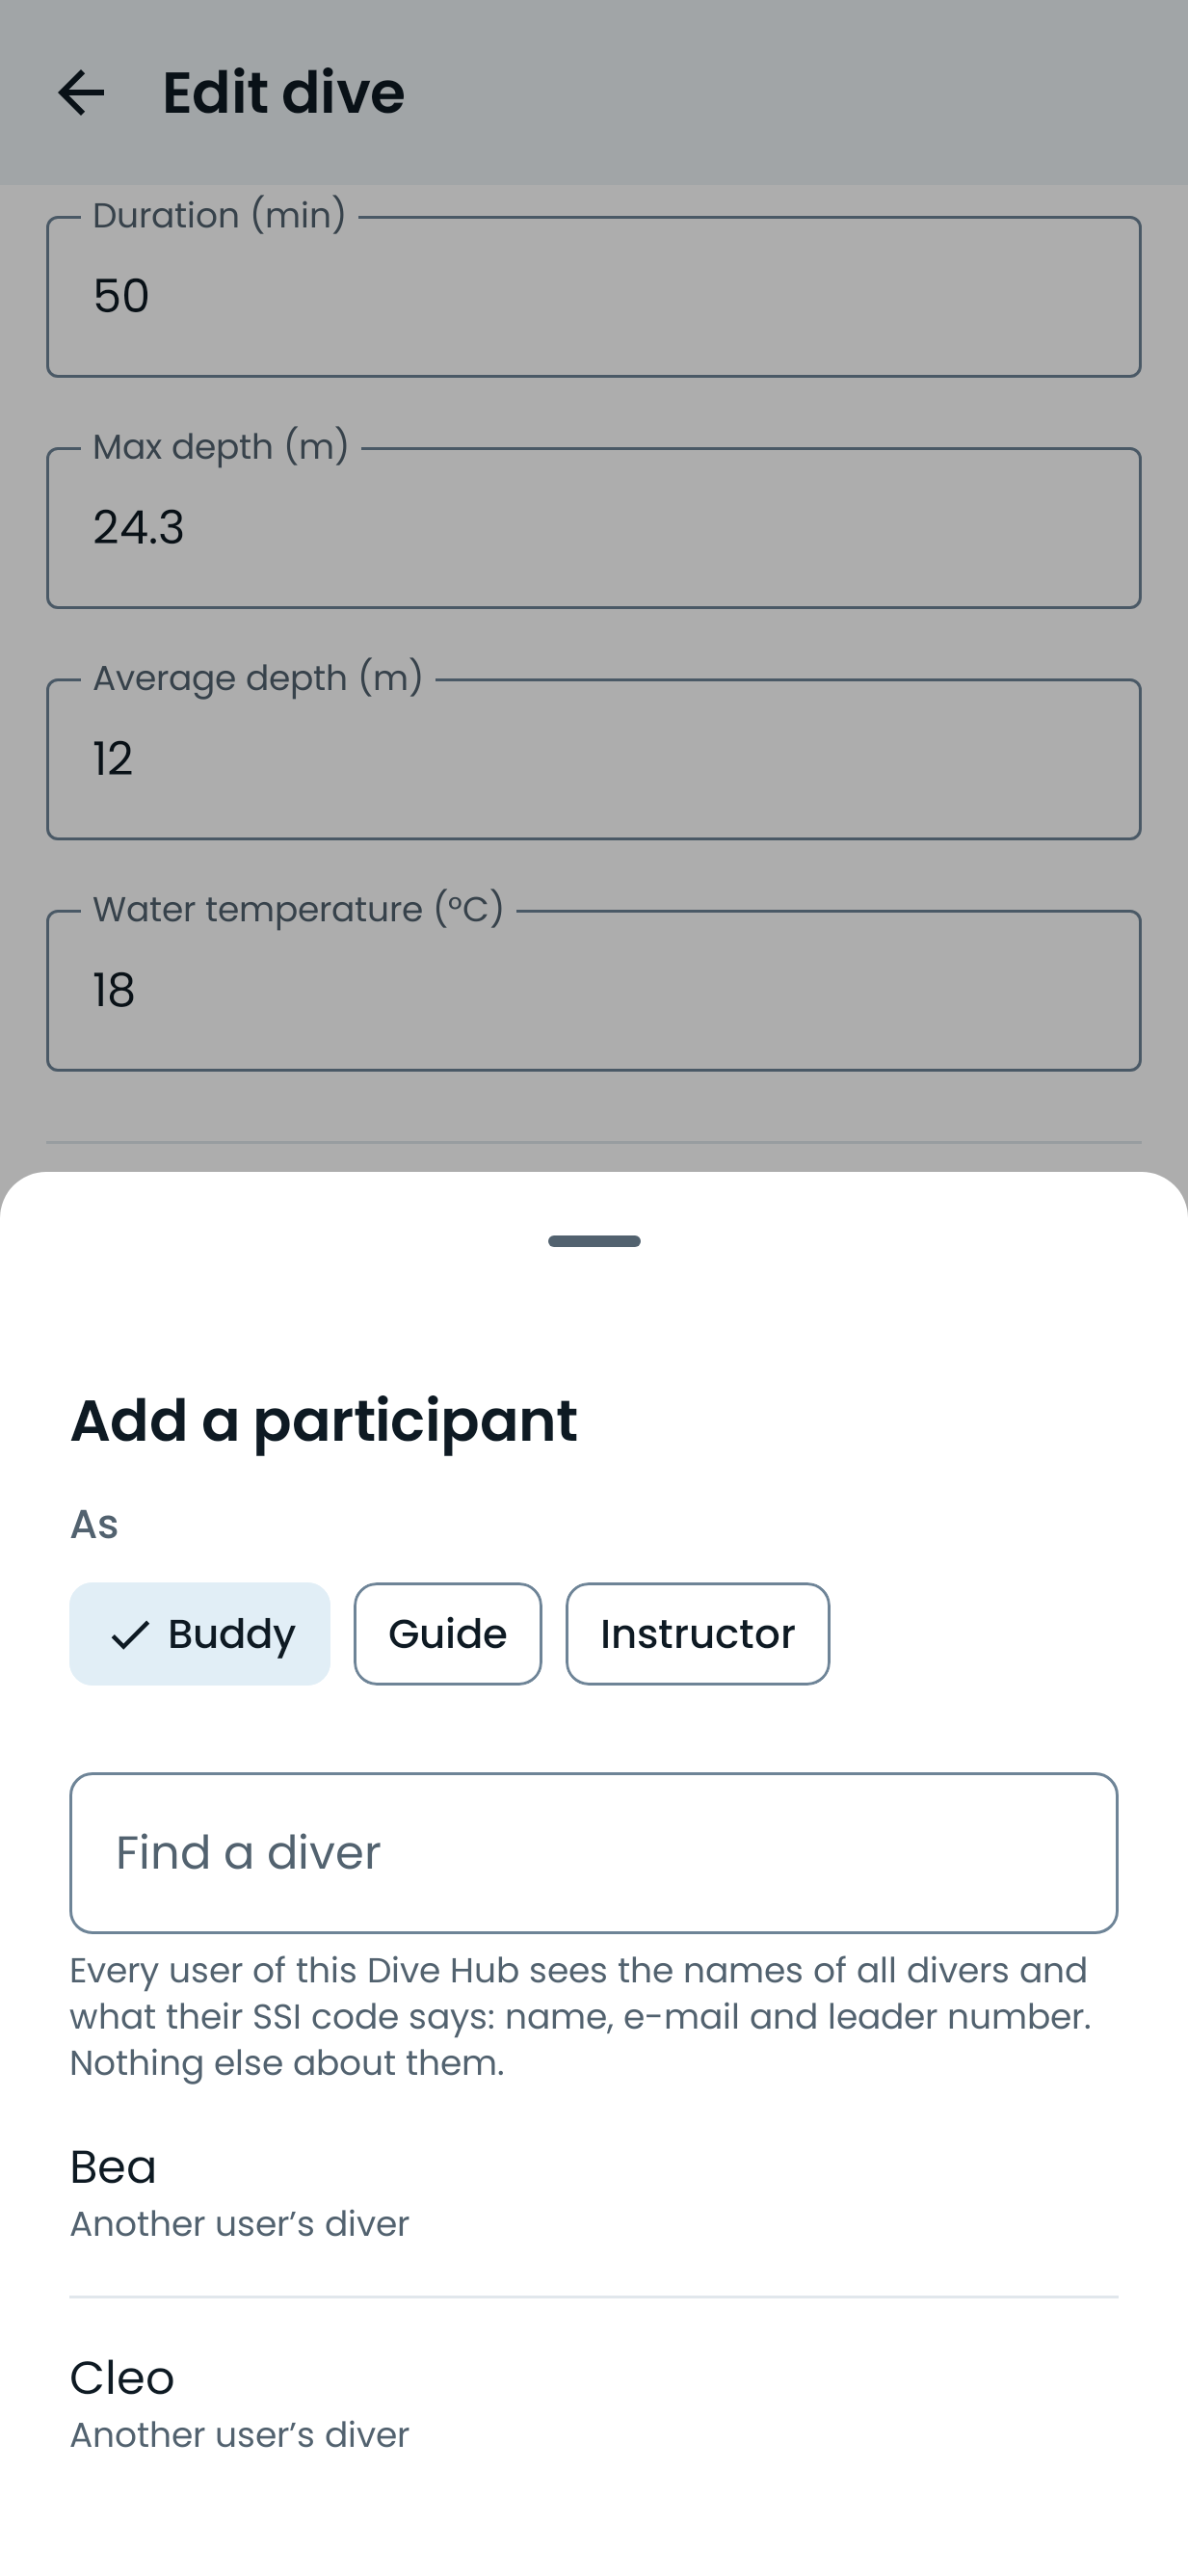 Edit dive
Duration (min)
50
Max depth (m)
24.3
Average depth (m)
12
Water temperature (°C)
18
Add a participant
As
Buddy
Guide
Instructor
Find a diver
Every user of this Dive Hub sees the names of all divers and
what their SSI code says: name, e-mail and leader number.
Nothing else about them.
Bea
Another user’s diver
Cleo
Another user’s diver